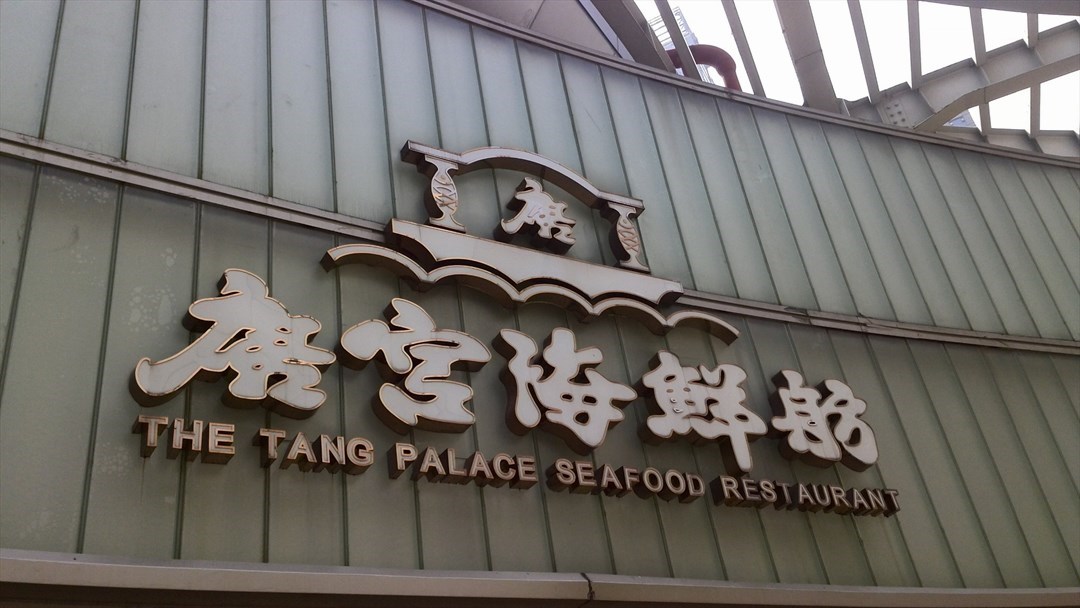 唐
唐宮海鮮舫
THE TANG PALACE SEAFOOD RESTAURANT